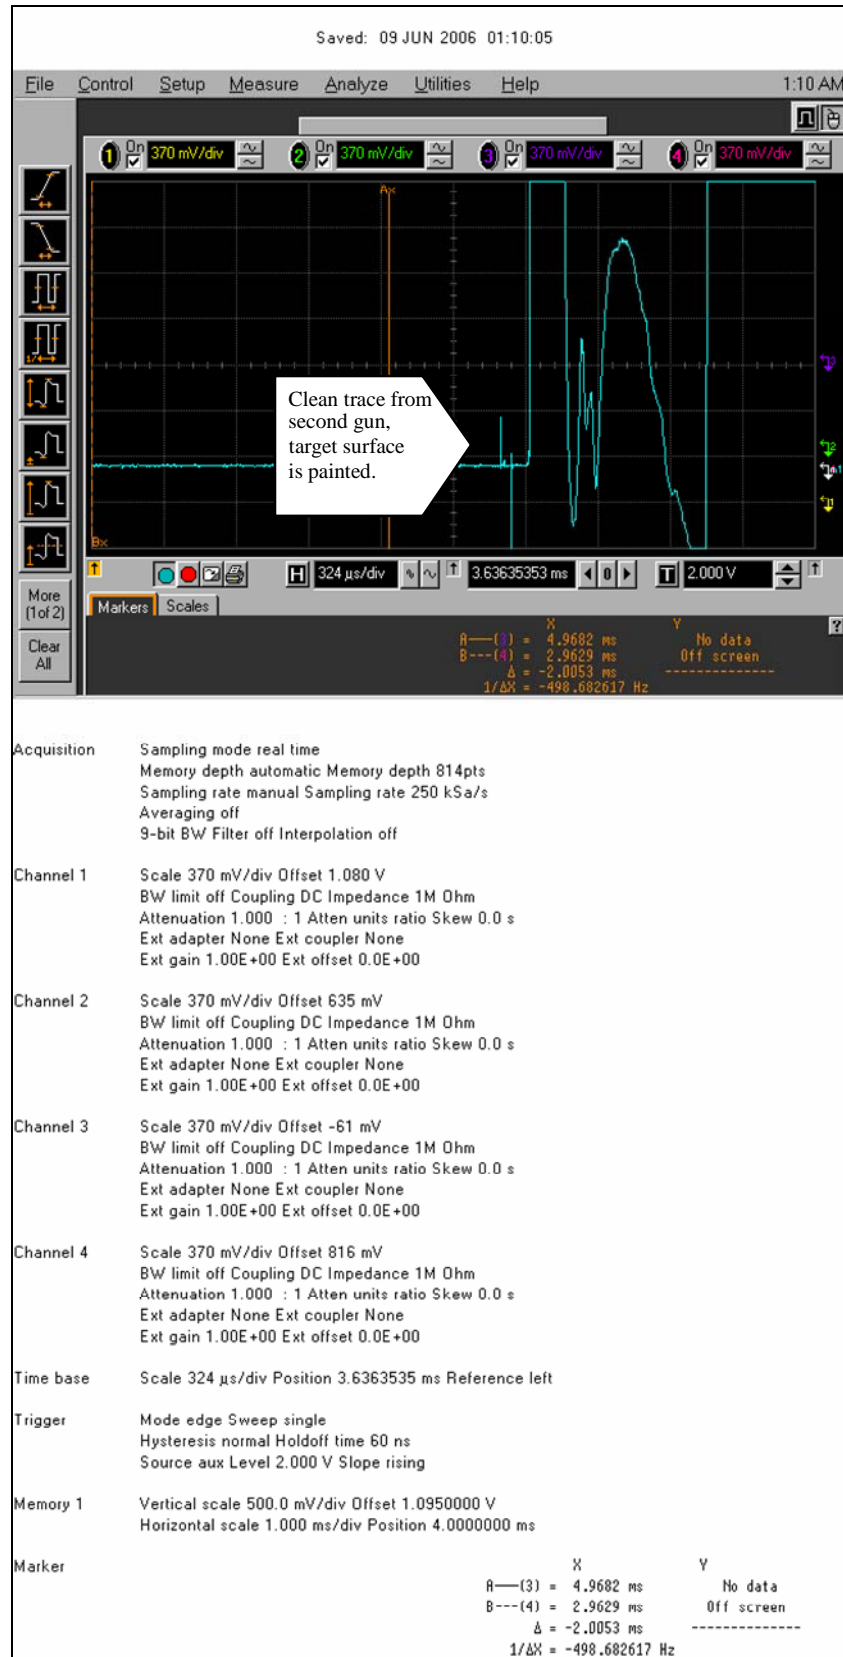 Saved: 09 JUN 2006 01:10:05
File Control Setup Measure Analyze Utilities Help 1:10 AM
1 On 370 mV/div 2 On 370 mV/div 3 On 370 mV/div 4 On 370 mV/div
Ax
Clean trace from
second gun,
target surface
is painted.
Bx
More
(1of 2)
Clear
All
H 324 µs/div 3.63635353 ms 0 T 2.000 V
Markers Scales
X Y
A——(3) = 4.9682 ms No data
B---(4) = 2.9629 ms Off screen
Δ = -2.0053 ms --------------
1/ΔX = -498.682617 Hz
?
Acquisition Sampling mode real time
Memory depth automatic Memory depth 814pts
Sampling rate manual Sampling rate 250 kSa/s
Averaging off
9-bit BW Filter off Interpolation off
Channel 1 Scale 370 mV/div Offset 1.080 V
BW limit off Coupling DC Impedance 1M Ohm
Attenuation 1.000 : 1 Atten units ratio Skew 0.0 s
Ext adapter None Ext coupler None
Ext gain 1.00E+00 Ext offset 0.0E+00
Channel 2 Scale 370 mV/div Offset 635 mV
BW limit off Coupling DC Impedance 1M Ohm
Attenuation 1.000 : 1 Atten units ratio Skew 0.0 s
Ext adapter None Ext coupler None
Ext gain 1.00E+00 Ext offset 0.0E+00
Channel 3 Scale 370 mV/div Offset -61 mV
BW limit off Coupling DC Impedance 1M Ohm
Attenuation 1.000 : 1 Atten units ratio Skew 0.0 s
Ext adapter None Ext coupler None
Ext gain 1.00E+00 Ext offset 0.0E+00
Channel 4 Scale 370 mV/div Offset 816 mV
BW limit off Coupling DC Impedance 1M Ohm
Attenuation 1.000 : 1 Atten units ratio Skew 0.0 s
Ext adapter None Ext coupler None
Ext gain 1.00E+00 Ext offset 0.0E+00
Time base Scale 324 µs/div Position 3.6363535 ms Reference left
Trigger Mode edge Sweep single
Hysteresis normal Holdoff time 60 ns
Source aux Level 2.000 V Slope rising
Memory 1 Vertical scale 500.0 mV/div Offset 1.0950000 V
Horizontal scale 1.000 ms/div Position 4.0000000 ms
Marker X Y
A——(3) = 4.9682 ms No data
B---(4) = 2.9629 ms Off screen
Δ = -2.0053 ms --------------
1/ΔX = -498.682617 Hz